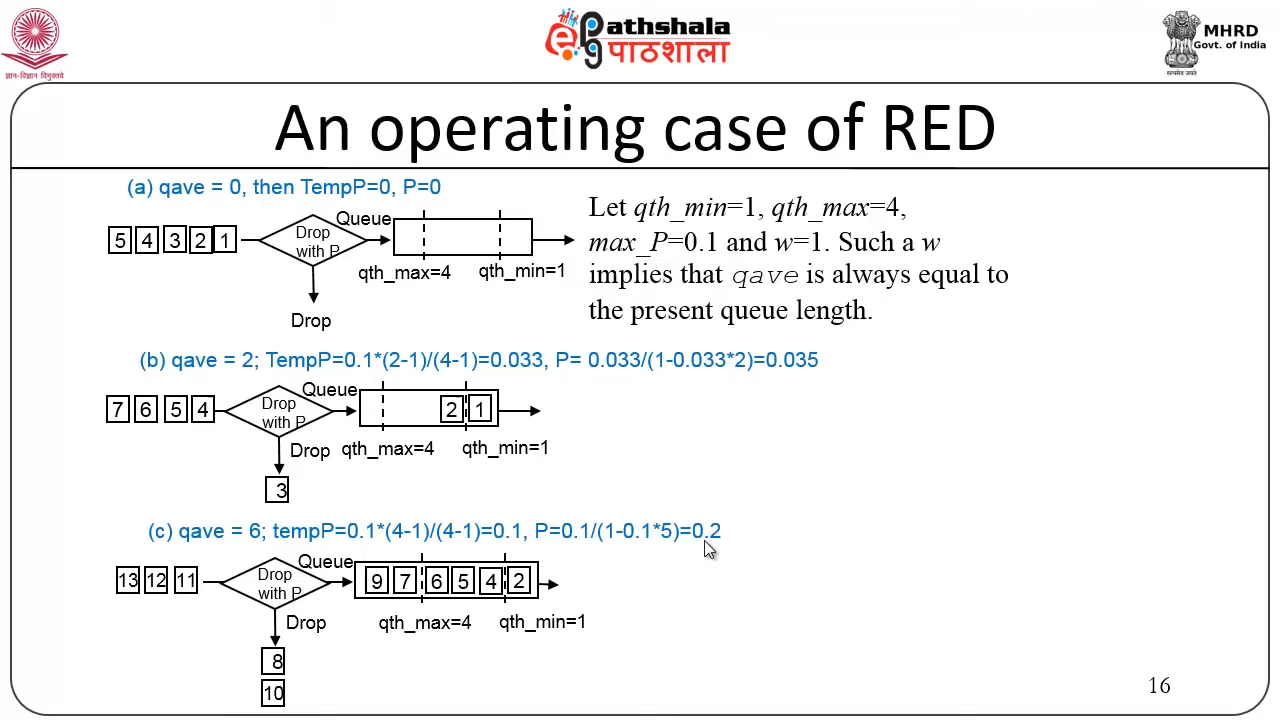 ज्ञान-विज्ञान विमुक्तये
ePG Pathshala
पाठशाला
MHRD
Govt. of India
सत्यमेव जयते
An operating case of RED
(a) qave = 0, then TempP=0, P=0
Queue
5 4 3 2 1
Drop
with P
qth_max=4 qth_min=1
Drop
Let qth_min=1, qth_max=4,
max_P=0.1 and w=1. Such a w
implies that qave is always equal to
the present queue length.
(b) qave = 2; TempP=0.1*(2-1)/(4-1)=0.033, P= 0.033/(1-0.033*2)=0.035
Queue
7 6 5 4
Drop
with P
2 1
Drop qth_max=4 qth_min=1
3
(c) qave = 6; tempP=0.1*(4-1)/(4-1)=0.1, P=0.1/(1-0.1*5)=0.2
Queue
13 12 11
Drop
with P
9 7 6 5 4 2
Drop qth_max=4 qth_min=1
8
10
16